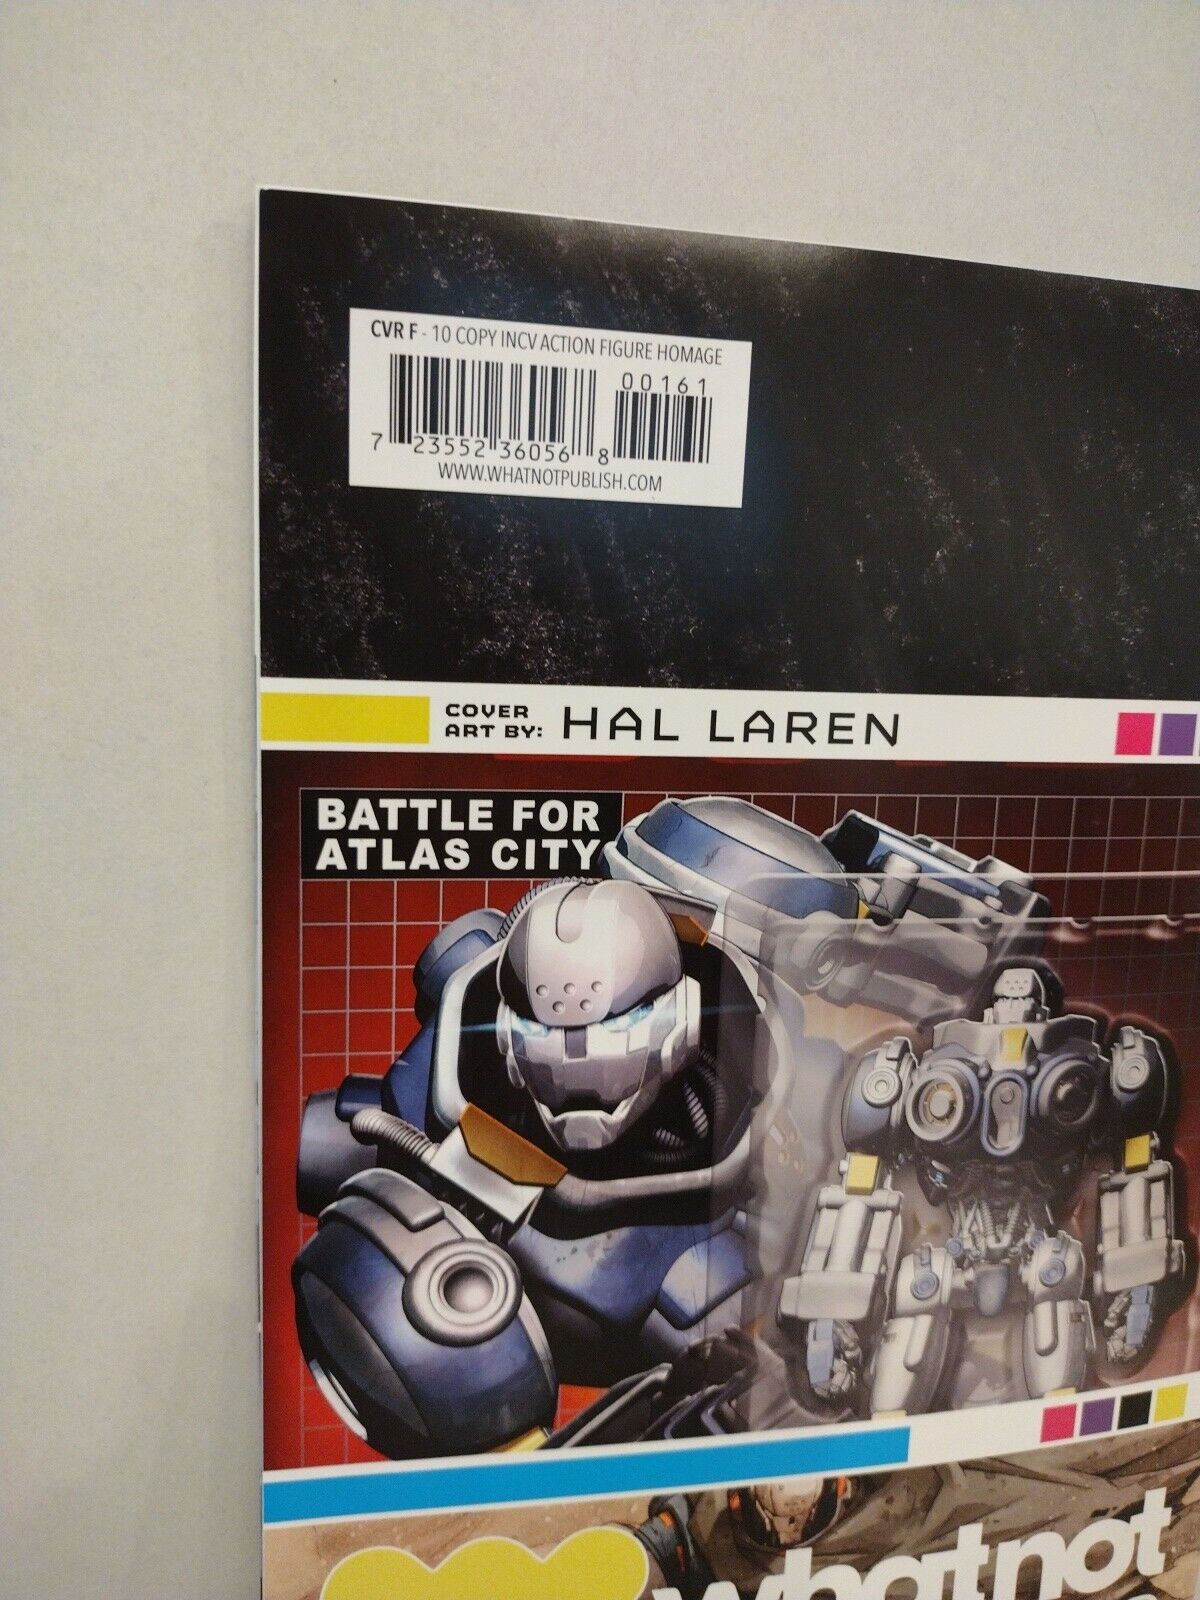 CVR F - 10 COPY INCV ACTION FIGURE HOMAGE
00161
7 23552 36056 8
WWW.WHATNOTPUBLISH.COM
COVER
ART BY: HAL LAREN
BATTLE FOR
ATLAS CITY
whatnot